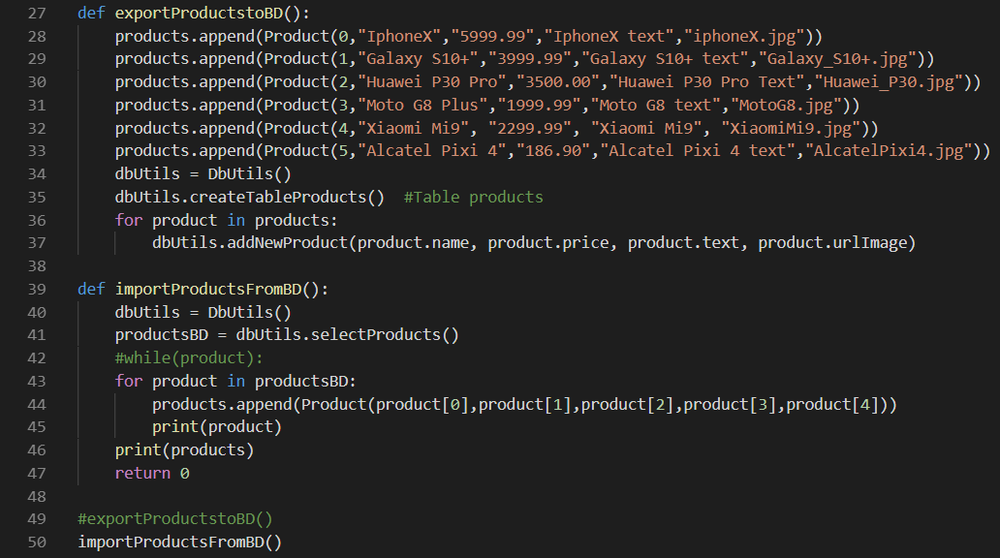 27 def exportProductstoBD():
28     products.append(Product(0,"IphoneX","5999.99","IphoneX text","iphoneX.jpg"))
29     products.append(Product(1,"Galaxy S10+","3999.99","Galaxy S10+ text","Galaxy_S10+.jpg"))
30     products.append(Product(2,"Huawei P30 Pro","3500.00","Huawei P30 Pro Text","Huawei_P30.jpg"))
31     products.append(Product(3,"Moto G8 Plus","1999.99","Moto G8 text","MotoG8.jpg"))
32     products.append(Product(4,"Xiaomi Mi9", "2299.99", "Xiaomi Mi9", "XiaomiMi9.jpg"))
33     products.append(Product(5,"Alcatel Pixi 4","186.90","Alcatel Pixi 4 text","AlcatelPixi4.jpg"))
34     dbUtils = DbUtils()
35     dbUtils.createTableProducts()  #Table products
36     for product in products:
37         dbUtils.addNewProduct(product.name, product.price, product.text, product.urlImage)
38
39 def importProductsFromBD():
40     dbUtils = DbUtils()
41     productsBD = dbUtils.selectProducts()
42     #while(product):
43     for product in productsBD:
44         products.append(Product(product[0],product[1],product[2],product[3],product[4]))
45         print(product)
46     print(products)
47     return 0
48
49 #exportProductstoBD()
50 importProductsFromBD()